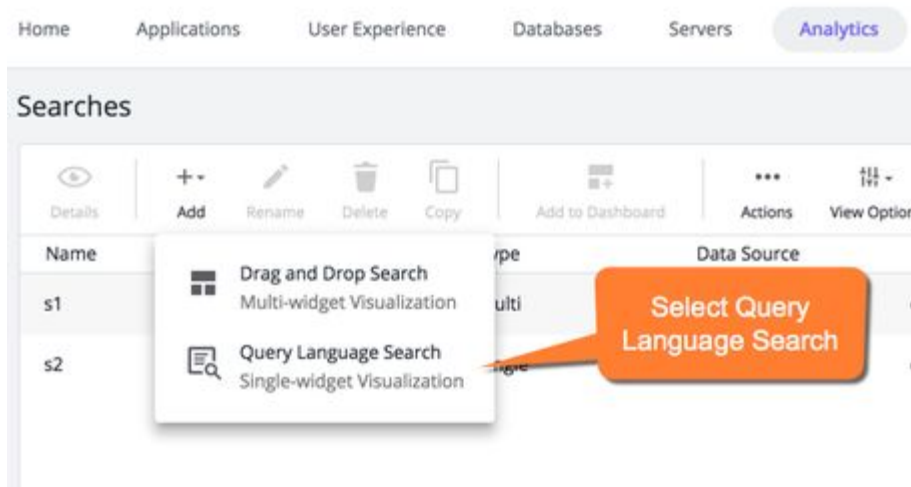 Home Applications User Experience Databases Servers Analytics
Searches
Details Add Rename Delete Copy Add to Dashboard Actions View Option
Name ype Data Source
s1 ulti
s2 ngle
Drag and Drop Search
Multi-widget Visualization
Query Language Search
Single-widget Visualization
Select Query
Language Search